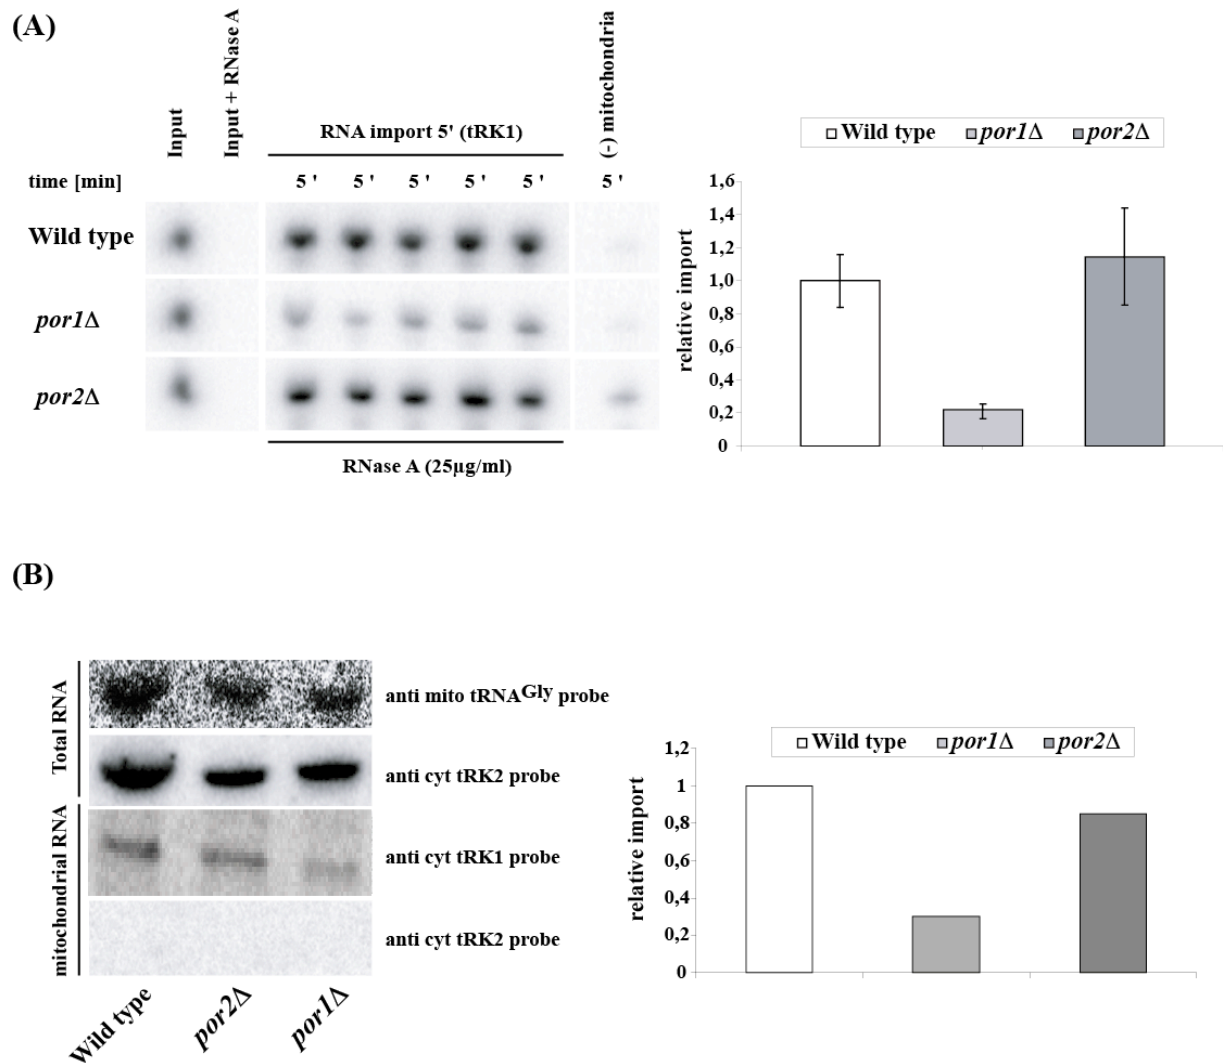 (A)
Input
Input + RNase A
RNA import 5' (tRK1)
(-) mitochondria
time [min]
5 ' 5 ' 5 ' 5 ' 5 ' 5 '
Wild type
por1Δ
por2Δ
RNase A (25µg/ml)
Wild type por1Δ por2Δ
relative import
1,6
1,4
1,2
1,0
0,8
0,6
0,4
0,2
0
(B)
Total RNA
anti mito tRNAGly probe
anti cyt tRK2 probe
mitochondrial RNA
anti cyt tRK1 probe
anti cyt tRK2 probe
Wild type
por2Δ
por1Δ
Wild type por1Δ por2Δ
relative import
1,2
1
0,8
0,6
0,4
0,2
0